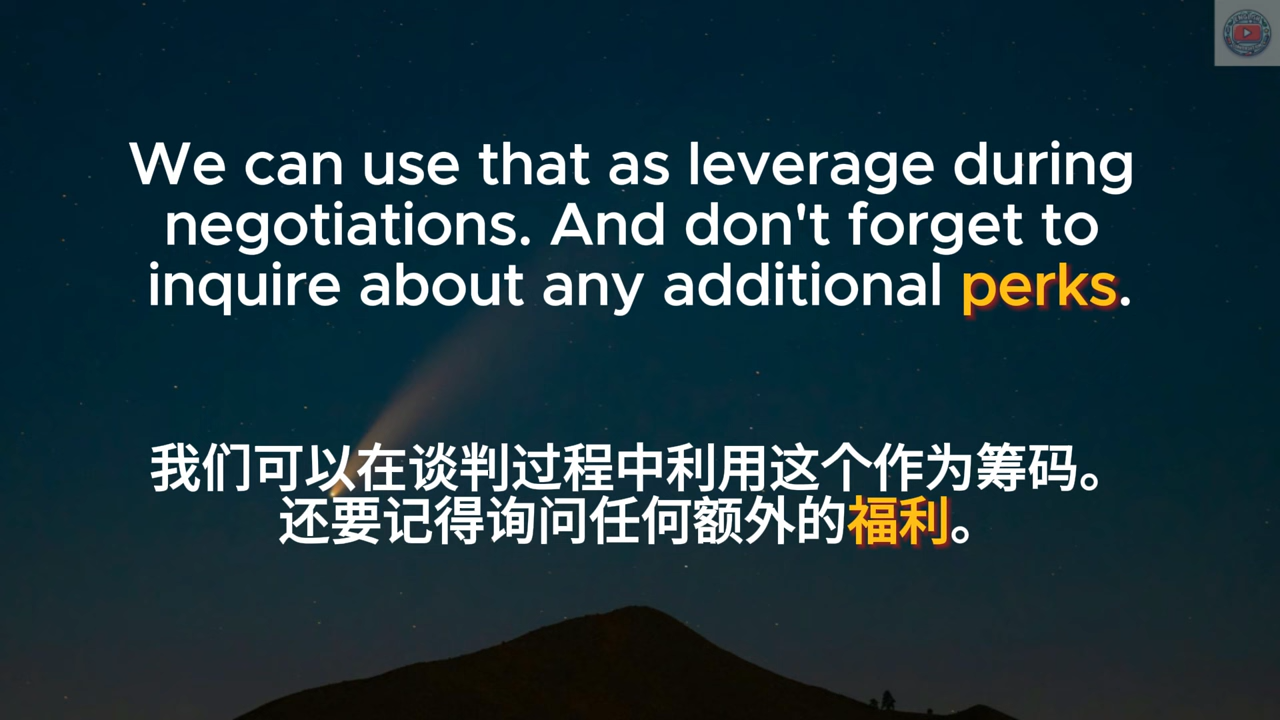 We can use that as leverage during
negotiations. And don't forget to
inquire about any additional perks.
我们可以在谈判过程中利用这个作为筹码。
还要记得询问任何额外的福利。